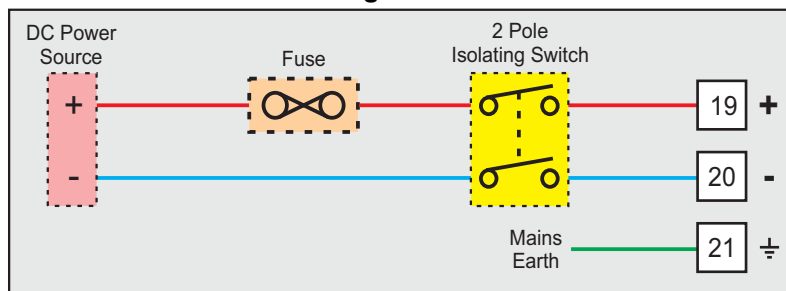 DC Power
Source
Fuse
2 Pole
Isolating Switch
+
19 +
-
20 -
Mains
Earth
21